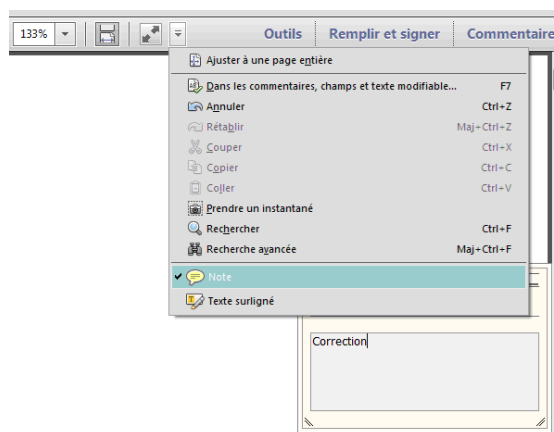 133% Outils Remplir et signer Commentaire
Ajuster à une page entière
Dans les commentaires, champs et texte modifiable... F7
Annuler Ctrl+Z
Rétablir Maj+Ctrl+Z
Couper Ctrl+X
Copier Ctrl+C
Coller Ctrl+V
Prendre un instantané
Rechercher Ctrl+F
Recherche avancée Maj+Ctrl+F
Note
Texte surligné
Correction